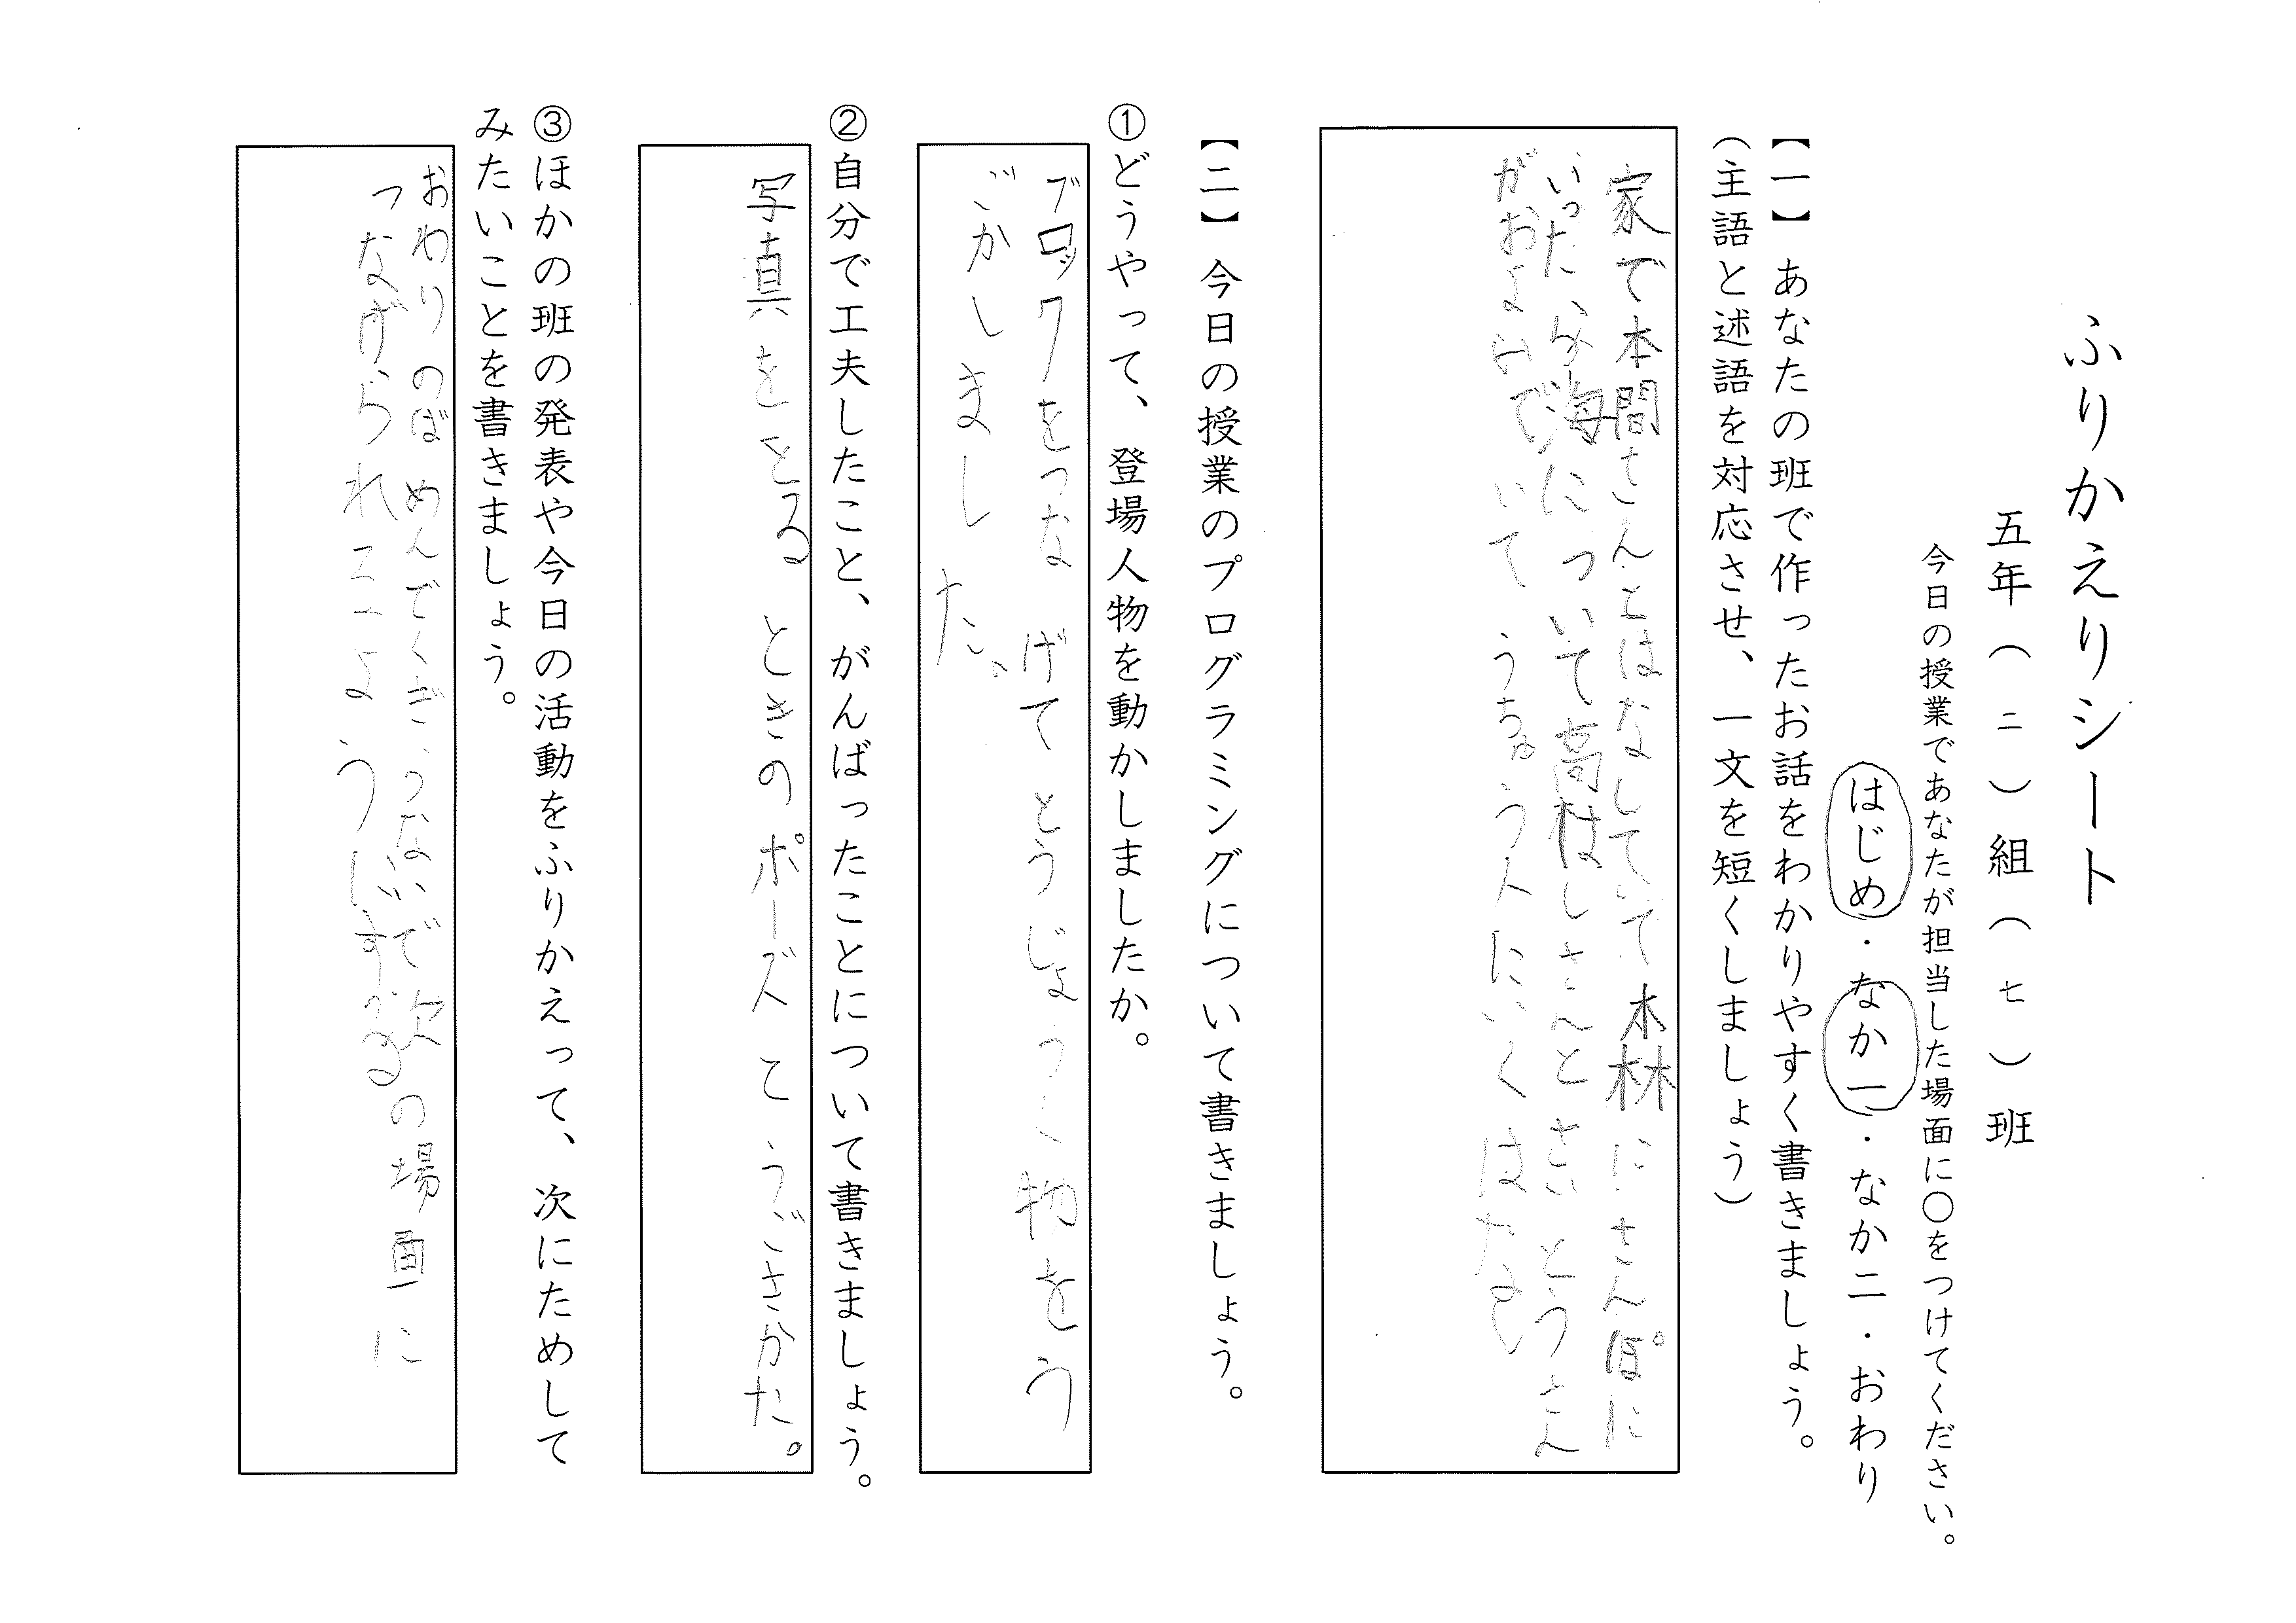 ふりかえりシート
五年（二）組（七）班
今日の授業であなたが担当した場面に〇をつけてください。
はじめ・なか一・なか二・おわり
【一】あなたの班で作ったお話をわかりやすく書きましょう。
（主語と述語を対応させ、一文を短くしましょう）
家で本間さんとはなしていて森にさんぽに
いったら海について高はしさんとさいとうさん
がおよいでいてうちゅう人にいくはたを
【二】今日の授業のプログラミングについて書きましょう。
①どうやって、登場人物を動かしましたか。
ブロックをつなげてとうじょうじん物をう
ごかしました。
②自分で工夫したこと、がんばったことについて書きましょう。
写真をとるときのポーズとうごきかた。
③ほかの班の発表や今日の活動をふりかえって、次にためして
みたいことを書きましょう。
おわりのばめんでくぎらないで次の場面に
つなげられるようにする